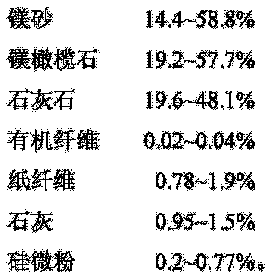 镁砂 14.4~58.8%
镁橄榄石 19.2~57.7%
石灰石 19.6~48.1%
有机纤维 0.02~0.04%
纸纤维 0.78~1.9%
石灰 0.95~1.5%
硅微粉 0.2~0.77%。